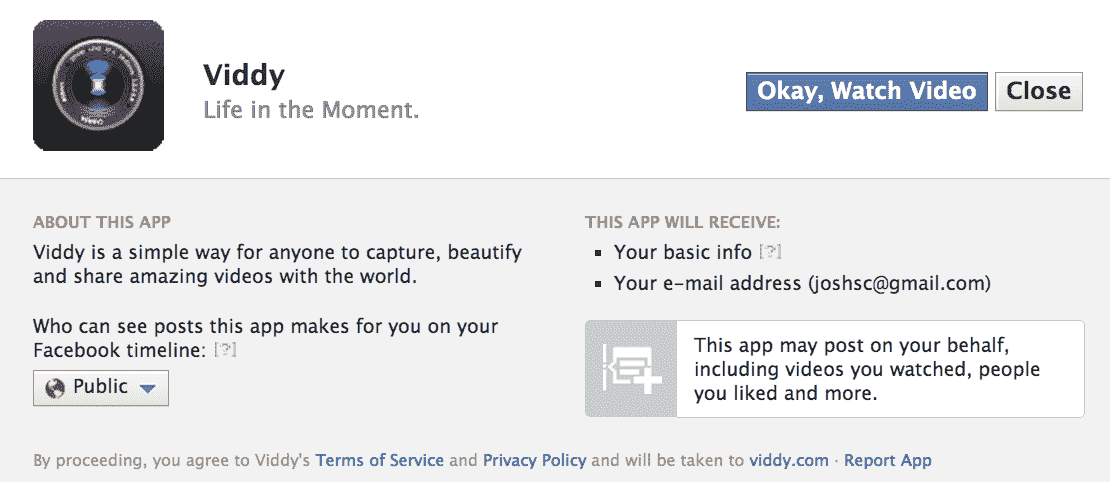 Viddy
Life in the Moment.
Okay, Watch Video
Close
ABOUT THIS APP
Viddy is a simple way for anyone to capture, beautify
and share amazing videos with the world.
Who can see posts this app makes for you on your
Facebook timeline: [?]
Public
THIS APP WILL RECEIVE:
Your basic info [?]
Your e-mail address (joshsc@gmail.com)
This app may post on your behalf,
including videos you watched, people
you liked and more.
By proceeding, you agree to Viddy's Terms of Service and Privacy Policy and will be taken to viddy.com · Report App